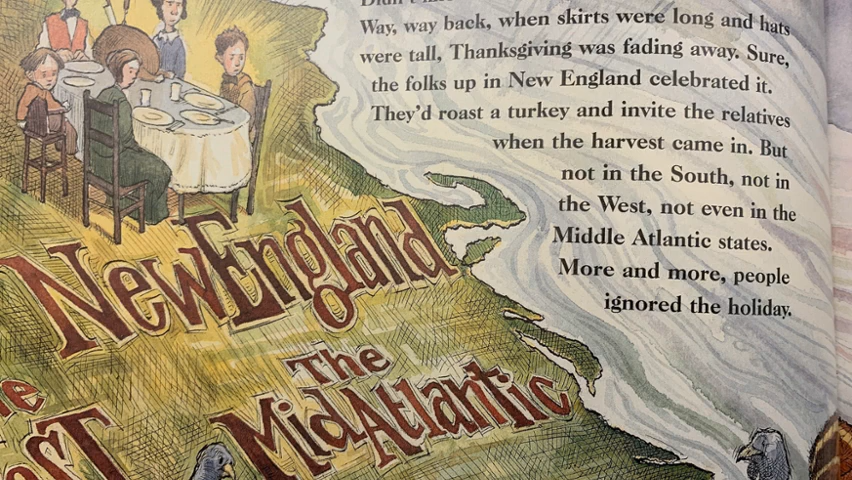 Way, way back, when skirts were long and hats
were tall, Thanksgiving was fading away. Sure,
the folks up in New England celebrated it.
They'd roast a turkey and invite the relatives
when the harvest came in. But
not in the South, not in
the West, not even in the
Middle Atlantic states.
More and more, people
ignored the holiday.
New England
The
MidAtlantic